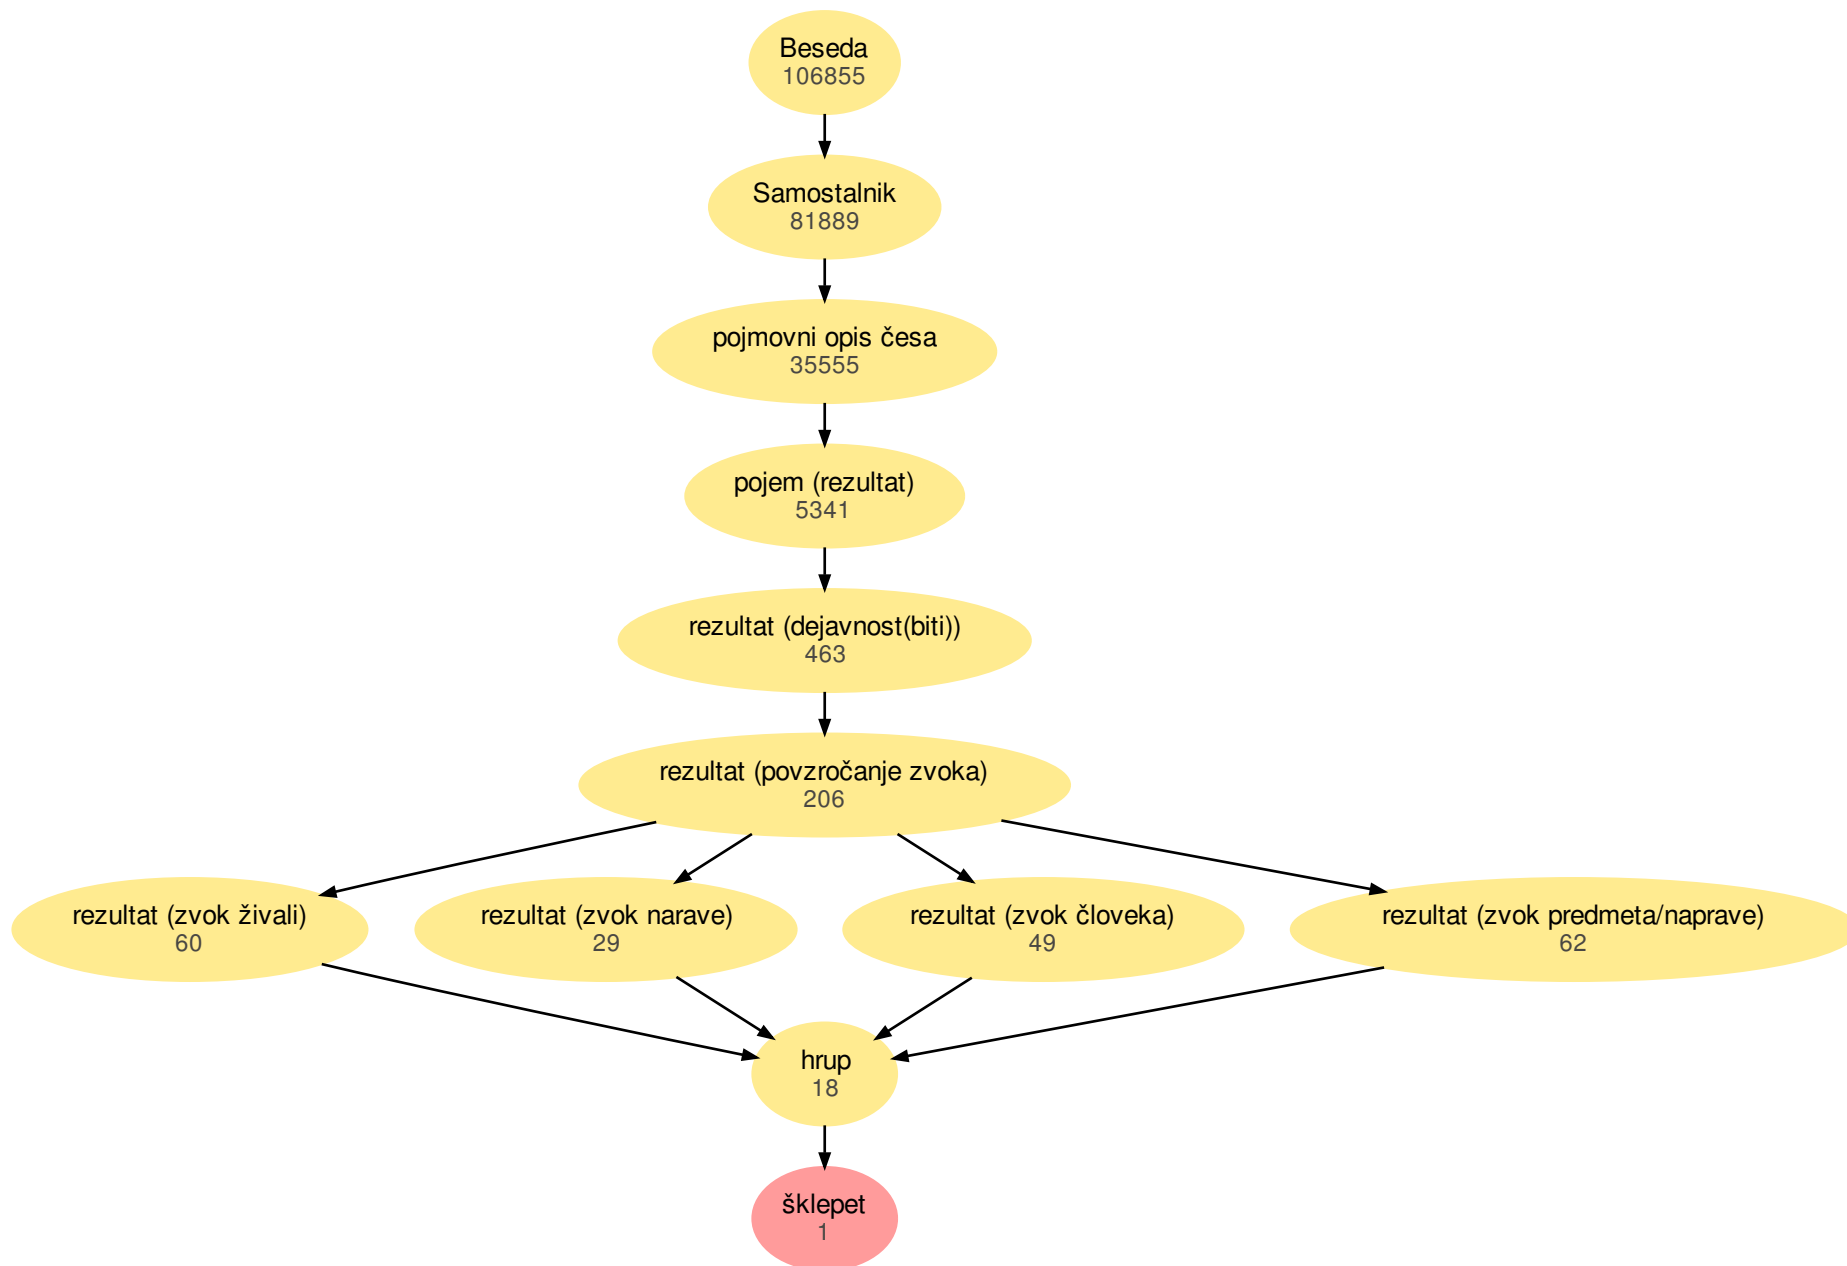 Beseda
106855
Samostalnik
81889
pojmovni opis česa
35555
pojem (rezultat)
5341
rezultat (dejavnost(biti))
463
rezultat (povzročanje zvoka)
206
rezultat (zvok živali)
60
rezultat (zvok narave)
29
rezultat (zvok človeka)
49
rezultat (zvok predmeta/naprave)
62
hrup
18
šklepet
1